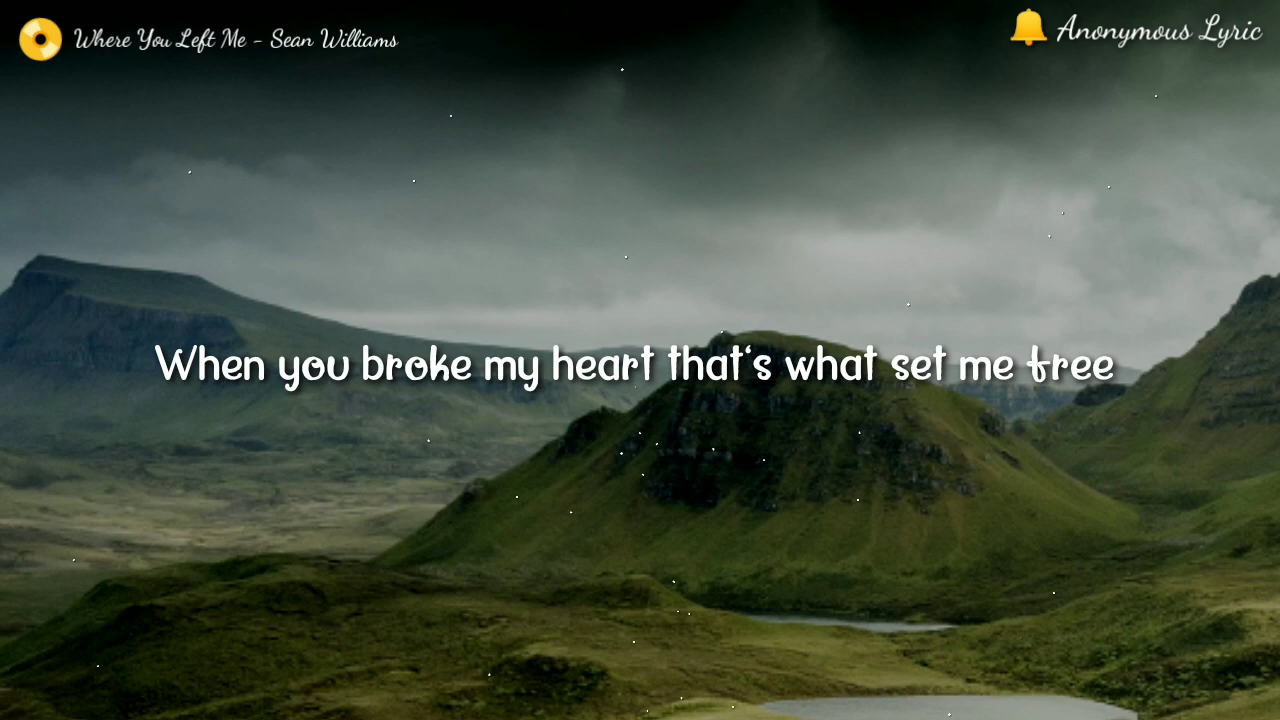 Where You Left Me - Sean Williams
Anonymous Lyric
When you broke my heart that's what set me free